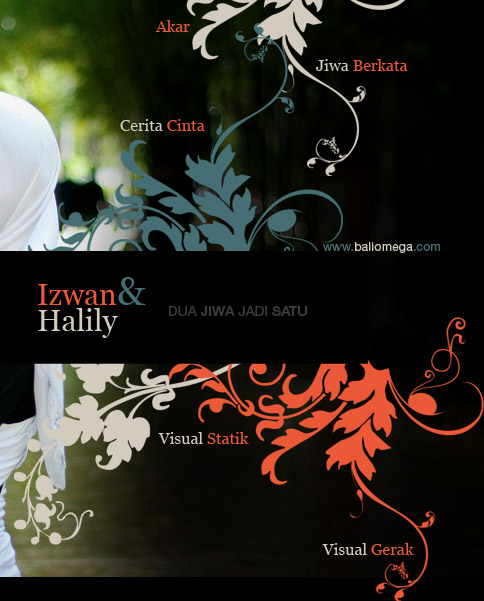 Akar
Jiwa Berkata
Cerita Cinta
www.baliomega.com
Izwan&
Halily
DUA JIWA JADI SATU
Visual Statik
Visual Gerak